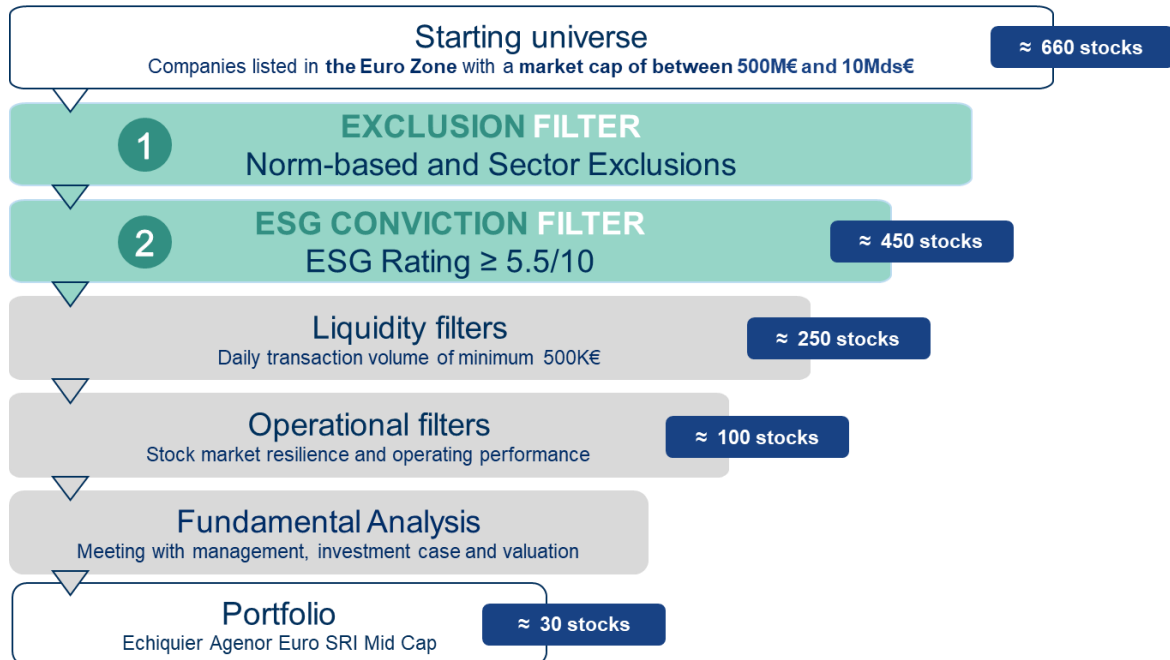 Starting universe
≈ 660 stocks
Companies listed in the Euro Zone with a market cap of between 500M€ and 10Mds€
1
EXCLUSION FILTER
Norm-based and Sector Exclusions
2
ESG CONVICTION FILTER
≈ 450 stocks
ESG Rating ≥ 5.5/10
Liquidity filters
≈ 250 stocks
Daily transaction volume of minimum 500K€
Operational filters
≈ 100 stocks
Stock market resilience and operating performance
Fundamental Analysis
Meeting with management, investment case and valuation
Portfolio
≈ 30 stocks
Echiquier Agenor Euro SRI Mid Cap